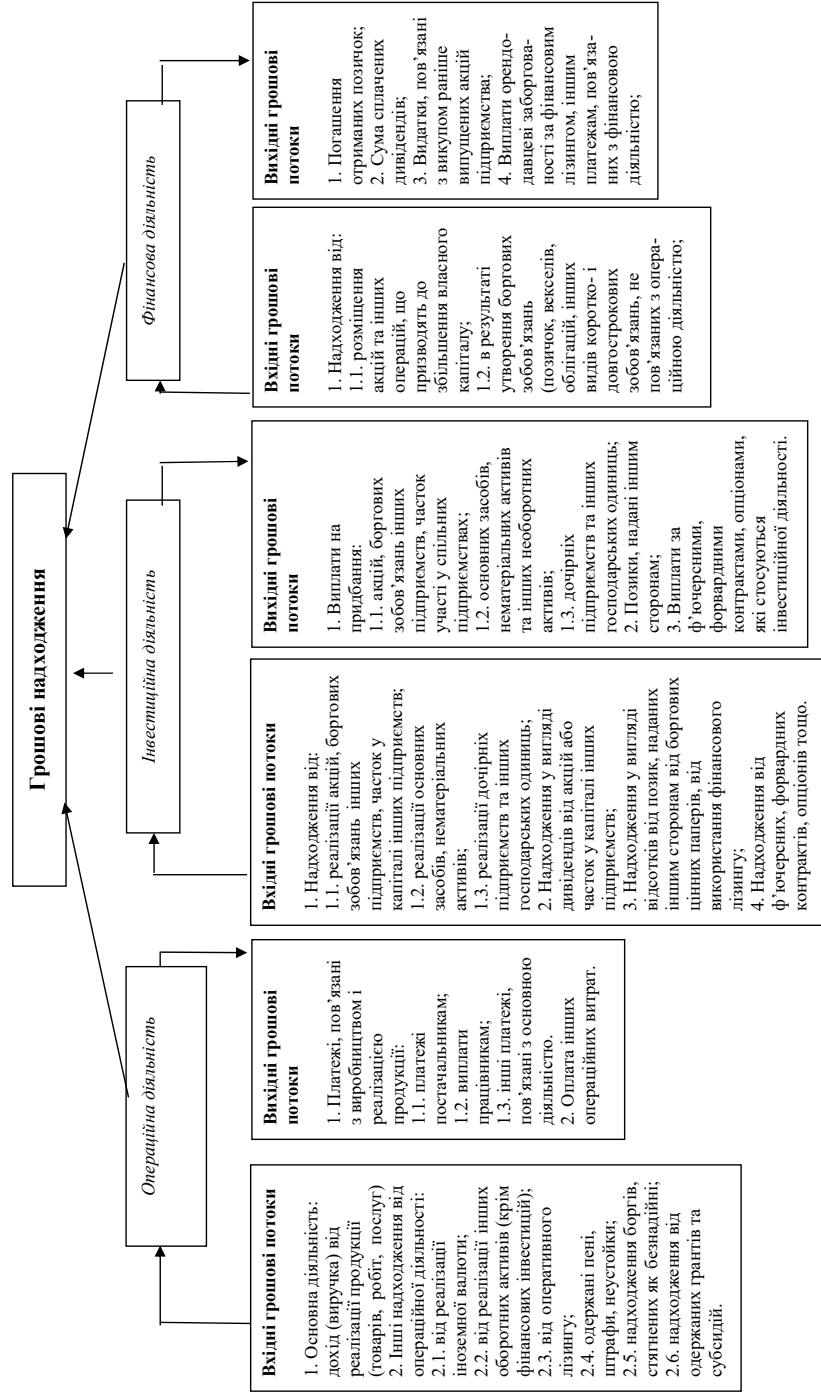 Грошові надходження
Операційна діяльність
Інвестиційна діяльність
Фінансова діяльність
Вхідні грошові потоки
1. Основна діяльність:
дохід (виручка) від
реалізації продукції
(товарів, робіт, послуг)
2. Інші надходження від
операційної діяльності:
2.1. від реалізації
іноземної валюти;
2.2. від реалізації інших
оборотних активів (крім
фінансових інвестицій);
2.3. від оперативного
лізингу;
2.4. одержані пені,
штрафи, неустойки;
2.5. надходження боргів,
стягнених як безнадійні;
2.6. надходження від
одержаних грантів та
субсидій.
Вихідні грошові
потоки
1. Платежі, пов’язані
з виробництвом і
реалізацією
продукції:
1.1. платежі
постачальникам;
1.2. виплати
працівникам;
1.3. інші платежі,
пов’язані з основною
діяльністю.
2. Оплата інших
операційних витрат.
Вхідні грошові потоки
1. Надходження від:
1.1. реалізації акцій, боргових
зобов’язань інших
підприємств, часток у
капіталі інших підприємств;
1.2. реалізації основних
засобів, нематеріальних
активів;
1.3. реалізації дочірніх
підприємств та інших
господарських одиниць;
2. Надходження у вигляді
дивідендів від акцій або
часток у капіталі інших
підприємств;
3. Надходження у вигляді
відсотків від позик, наданих
іншим сторонам від боргових
цінних паперів, від
використання фінансового
лізингу;
4. Надходження від
ф’ючерсних, форвардних
контрактів, опціонів тощо.
Вихідні грошові
потоки
1. Виплати на
придбання:
1.1. акцій, боргових
зобов’язань інших
підприємств, часток
участі у спільних
підприємствах;
1.2. основних засобів,
нематеріальних активів
та інших необоротних
активів;
1.3. дочірніх
підприємств та інших
господарських одиниць;
2. Позики, надані іншим
сторонам;
3. Виплати за
ф’ючерсними,
форвардними
контрактами, опціонами,
які стосуються
інвестиційної діяльності.
Вхідні грошові
потоки
1. Надходження від:
1.1. розміщення
акцій та інших
операцій, що
призводять до
збільшення власного
капіталу;
1.2. в результаті
утворення боргових
зобов’язань
(позичок, векселів,
облігацій, інших
видів коротко- і
довгострокових
зобов’язань, не
пов’язаних з опера-
ційною діяльністю;
Вихідні грошові
потоки
1. Погашення
отриманих позичок;
2. Сума сплачених
дивідендів;
3. Видатки, пов’язані
з викупом раніше
випущених акцій
підприємства;
4. Виплати орендо-
давцеві заборгова-
ності за фінансовим
лізингом, іншим
платежам, пов’яза-
них з фінансовою
діяльністю;